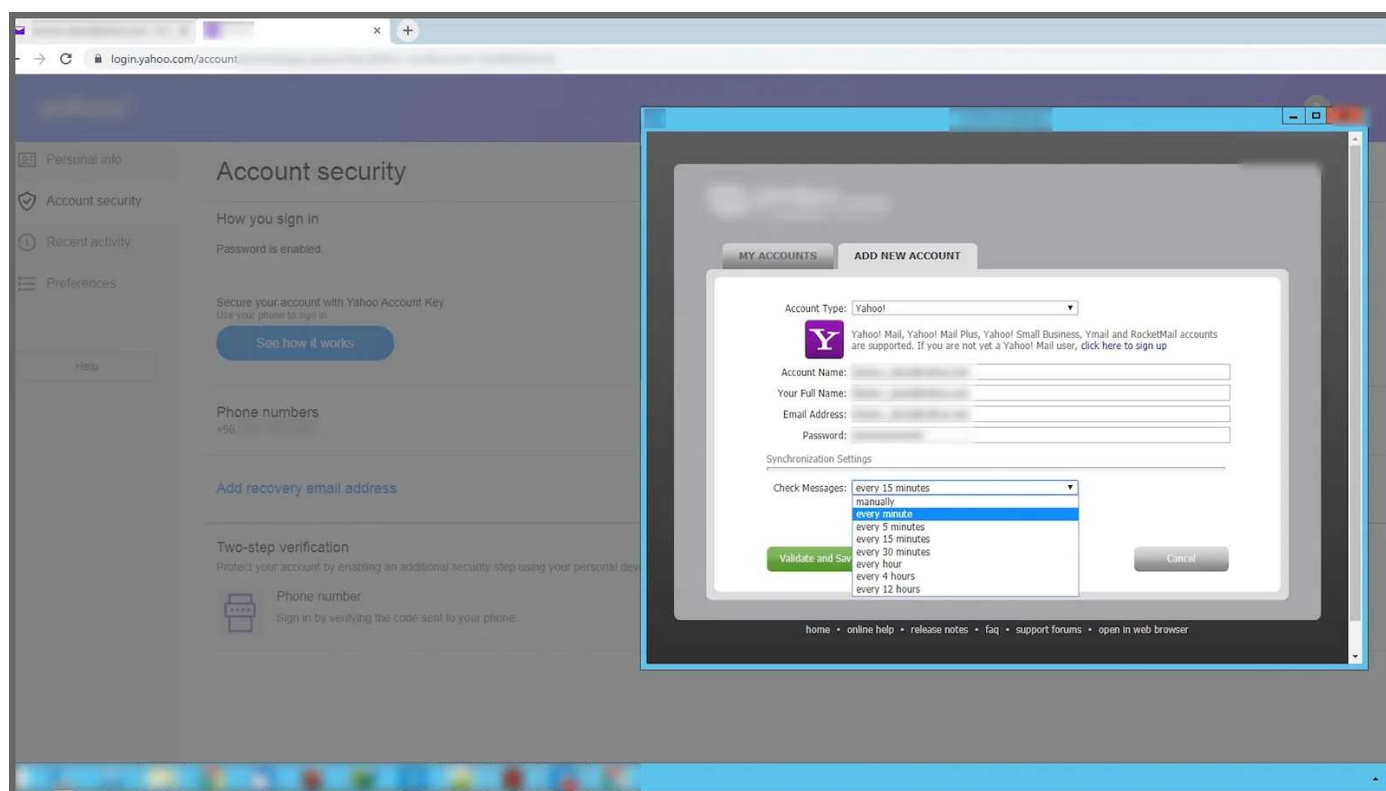 login.yahoo.com/account
Personal info
Account security
Recent activity
Preferences
Help
Account security
How you sign in
Password is enabled.
Secure your account with Yahoo Account Key.
Use your phone to sign in
See how it works
Phone numbers
+98
Add recovery email address
Two-step verification
Protect your account by enabling an additional security step using your personal
Phone number
Sign in by verifying the code sent to your phone.
MY ACCOUNTS
ADD NEW ACCOUNT
Account Type: Yahoo!
Y
Yahoo! Mail, Yahoo! Mail Plus, Yahoo! Small Business, Ymail and RocketMail accounts
are supported. If you are not yet a Yahoo! Mail user, click here to sign up
Account Name:
Your Full Name:
Email Address:
Password:
Synchronization Settings
Check Messages: every 15 minutes
manually
every minute
every 5 minutes
every 15 minutes
every 30 minutes
every hour
every 4 hours
every 12 hours
Validate and Sav
Cancel
home • online help • release notes • faq • support forums • open in web browser